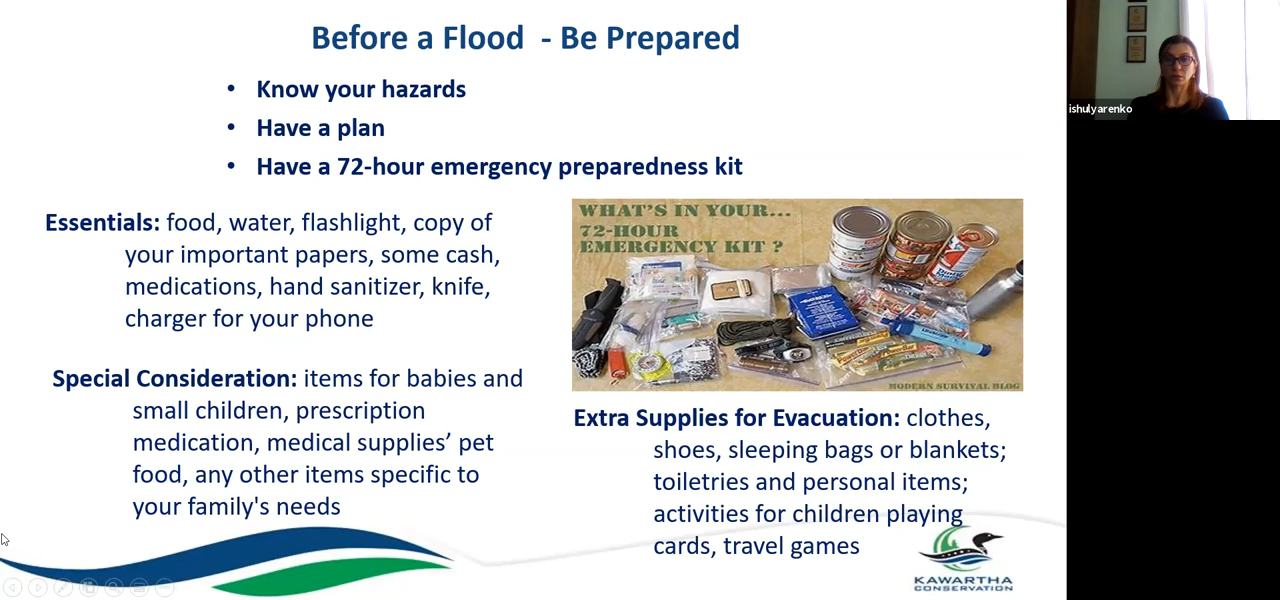 Before a Flood - Be Prepared
• Know your hazards
• Have a plan
• Have a 72-hour emergency preparedness kit
Essentials: food, water, flashlight, copy of
your important papers, some cash,
medications, hand sanitizer, knife,
charger for your phone
Special Consideration: items for babies and
small children, prescription
medication, medical supplies’ pet
food, any other items specific to
your family's needs
WHAT'S IN YOUR...
72-HOUR
EMERGENCY KIT ?
MODERN SURVIVAL BLOG
Extra Supplies for Evacuation: clothes,
shoes, sleeping bags or blankets;
toiletries and personal items;
activities for children playing
cards, travel games
KAWARTHA
CONSERVATION
ishulyarenko